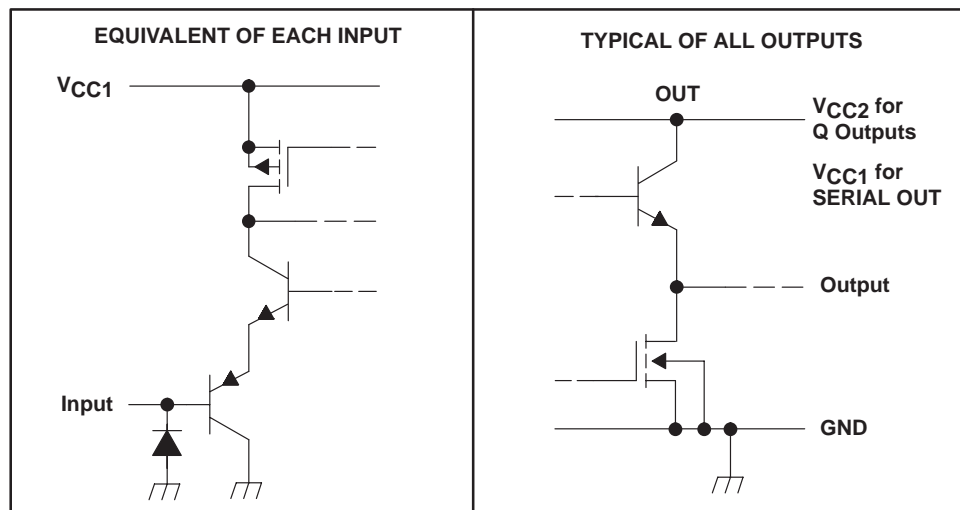 EQUIVALENT OF EACH INPUT
VCC1
Input
TYPICAL OF ALL OUTPUTS
OUT
VCC2 for
Q Outputs
VCC1 for
SERIAL OUT
Output
GND